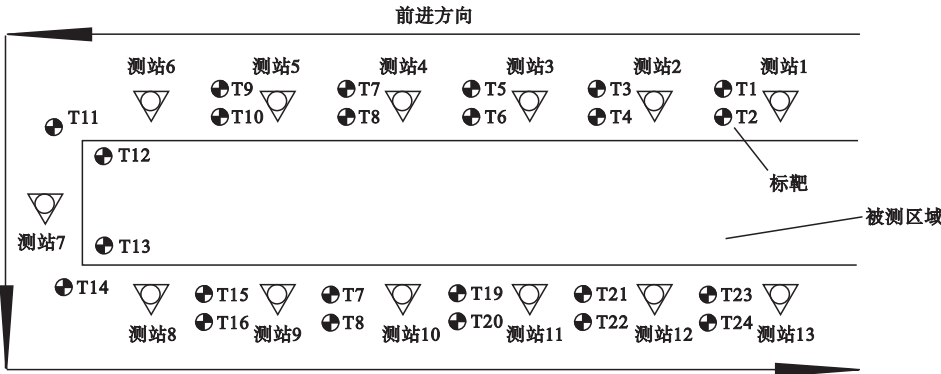 前进方向
测站6 测站5 测站4 测站3 测站2 测站1
T9 T7 T5 T3 T1
T10 T8 T6 T4 T2
T11
T12
标靶
被测区域
测站7
T13
T14
T15 T7 T19 T21 T23
T16 T8 T20 T22 T24
测站8 测站9 测站10 测站11 测站12 测站13